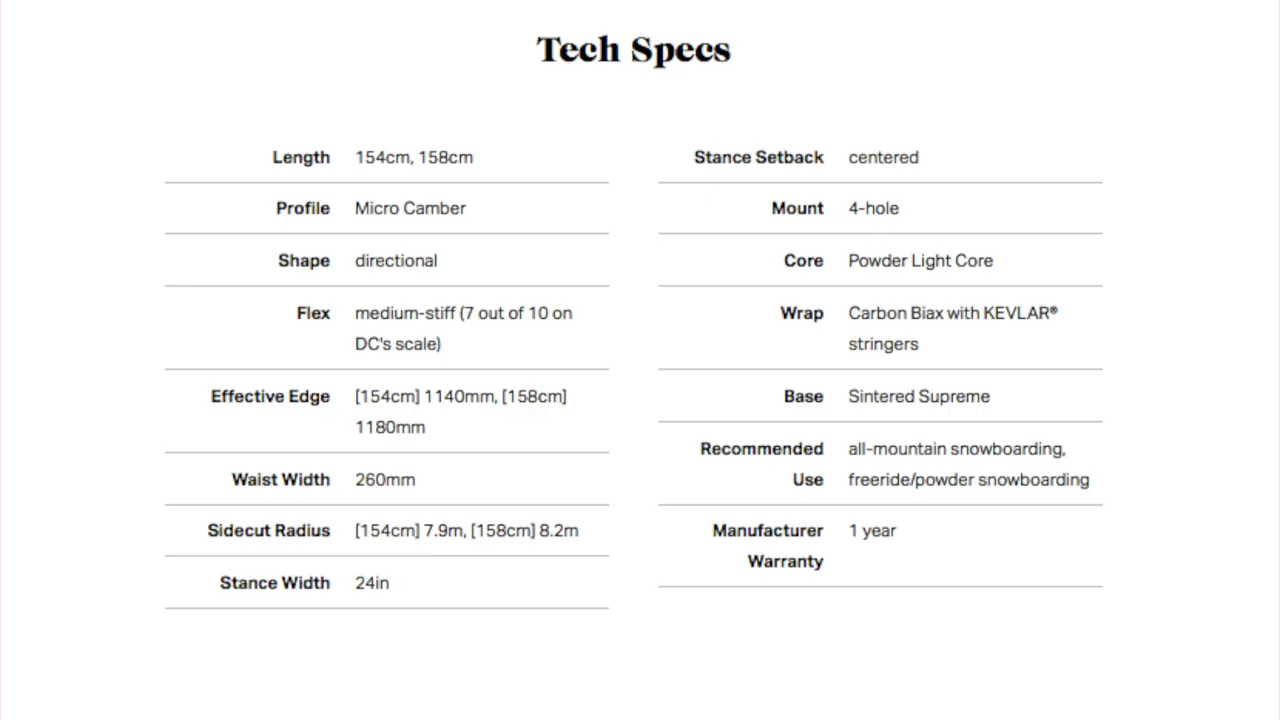 Tech Specs
Length 154cm, 158cm
Profile Micro Camber
Shape directional
Flex medium-stiff (7 out of 10 on
DC's scale)
Effective Edge [154cm] 1140mm, [158cm]
1180mm
Waist Width 260mm
Sidecut Radius [154cm] 7.9m, [158cm] 8.2m
Stance Width 24in
Stance Setback centered
Mount 4-hole
Core Powder Light Core
Wrap Carbon Biax with KEVLAR®
stringers
Base Sintered Supreme
Recommended all-mountain snowboarding,
Use freeride/powder snowboarding
Manufacturer 1 year
Warranty